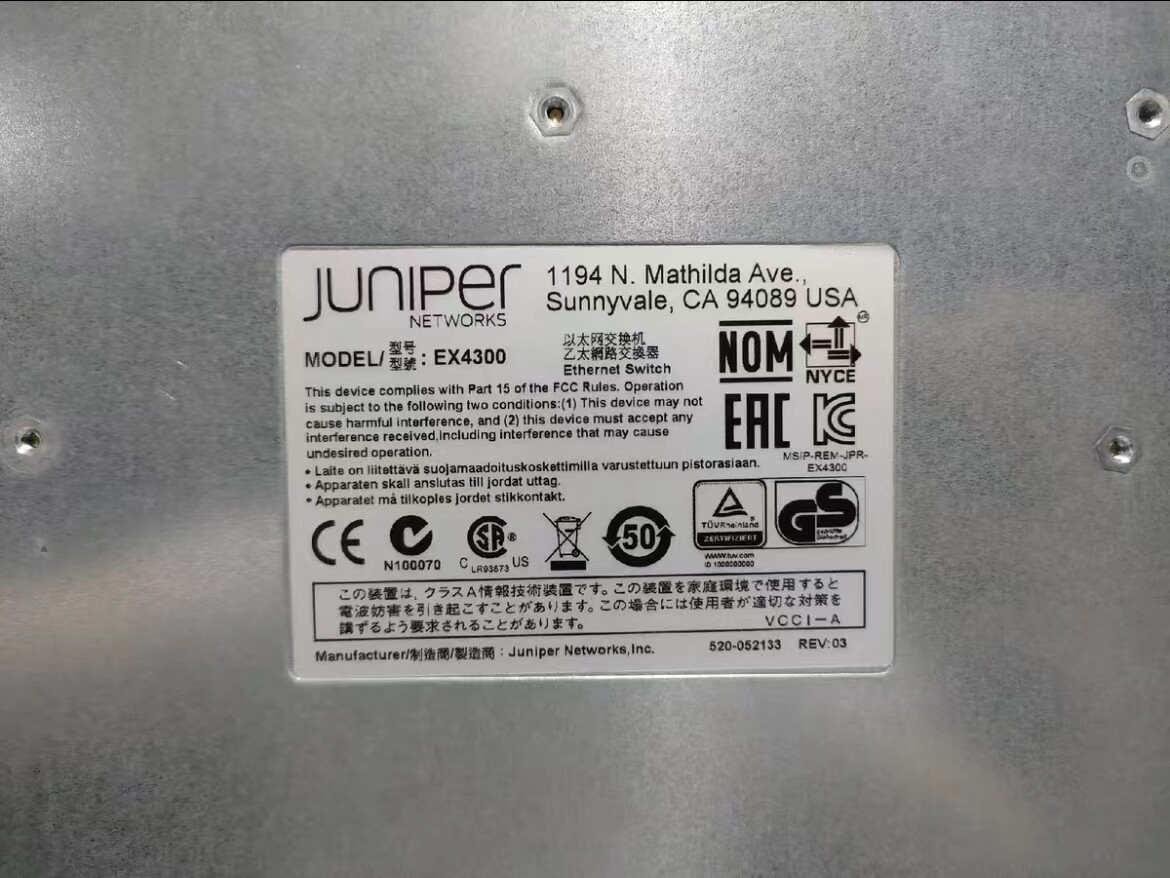 JUNIPER
NETWORKS
1194 N. Mathilda Ave.,
Sunnyvale, CA 94089 USA
MODEL/型号型號: EX4300
以太网交换机
乙太網路交換器
Ethernet Switch
NOM
NYCE
MR
This device complies with Part 15 of the FCC Rules. Operation
is subject to the following two conditions:(1) This device may not
cause harmful interference, and (2) this device must accept any
interference received,including interference that may cause
undesired operation.
EAC
MSIP-REM-JPR-
EX4300
• Laite on liitettävä suojamaadoituskoskettimilla varustettuun pistorasiaan.
• Apparaten skall anslutas till jordat uttag.
• Apparatet må tilkoples jordet stikkontakt.
CE
N100070
SA®
C LR93673 US
50
TÜVRheinland
ZERTIFIZIERT
www.tuv.com
ID 1000000000
GS
geprüfte
Sicherheit
この装置は、クラスA情報技術装置です。この装置を家庭環境で使用すると
電波妨害を引き起こすことがあります。この場合には使用者が適切な対策を
講ずるよう要求されることがあります。
VCCI-A
Manufacturer/制造商/製造商 : Juniper Networks,Inc.
520-052133 REV:03